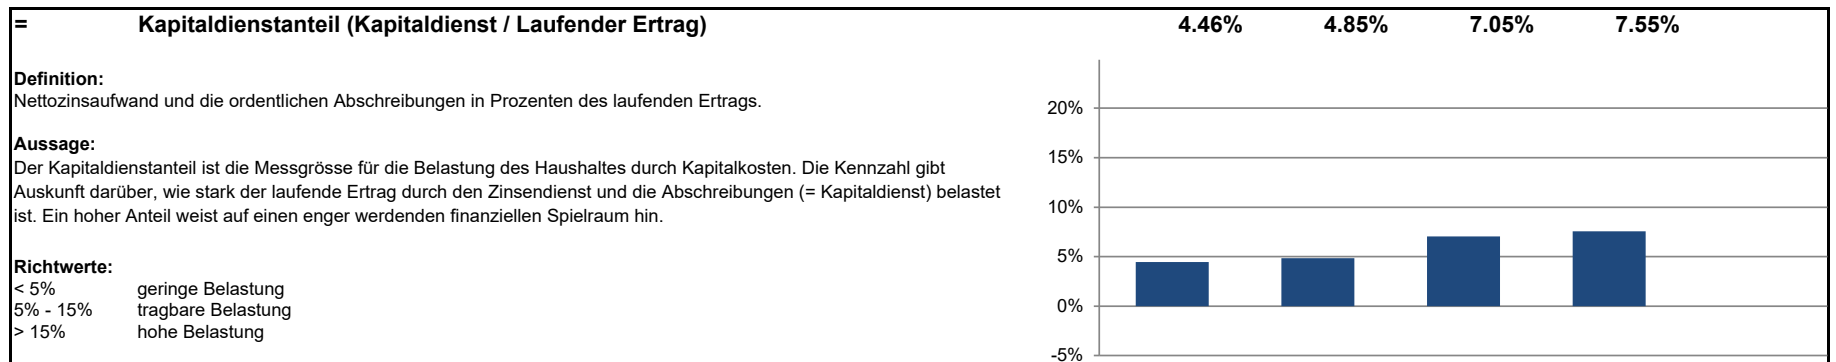 = Kapitaldienstanteil (Kapitaldienst / Laufender Ertrag) 4.46% 4.85% 7.05% 7.55%
Definition:
Nettozinsaufwand und die ordentlichen Abschreibungen in Prozenten des laufenden Ertrags.
Aussage:
Der Kapitaldienstanteil ist die Messgrösse für die Belastung des Haushaltes durch Kapitalkosten. Die Kennzahl gibt
Auskunft darüber, wie stark der laufende Ertrag durch den Zinsendienst und die Abschreibungen (= Kapitaldienst) belastet
ist. Ein hoher Anteil weist auf einen enger werdenden finanziellen Spielraum hin.
Richtwerte:
< 5% geringe Belastung
5% - 15% tragbare Belastung
> 15% hohe Belastung
20%
15%
10%
5%
0%
-5%